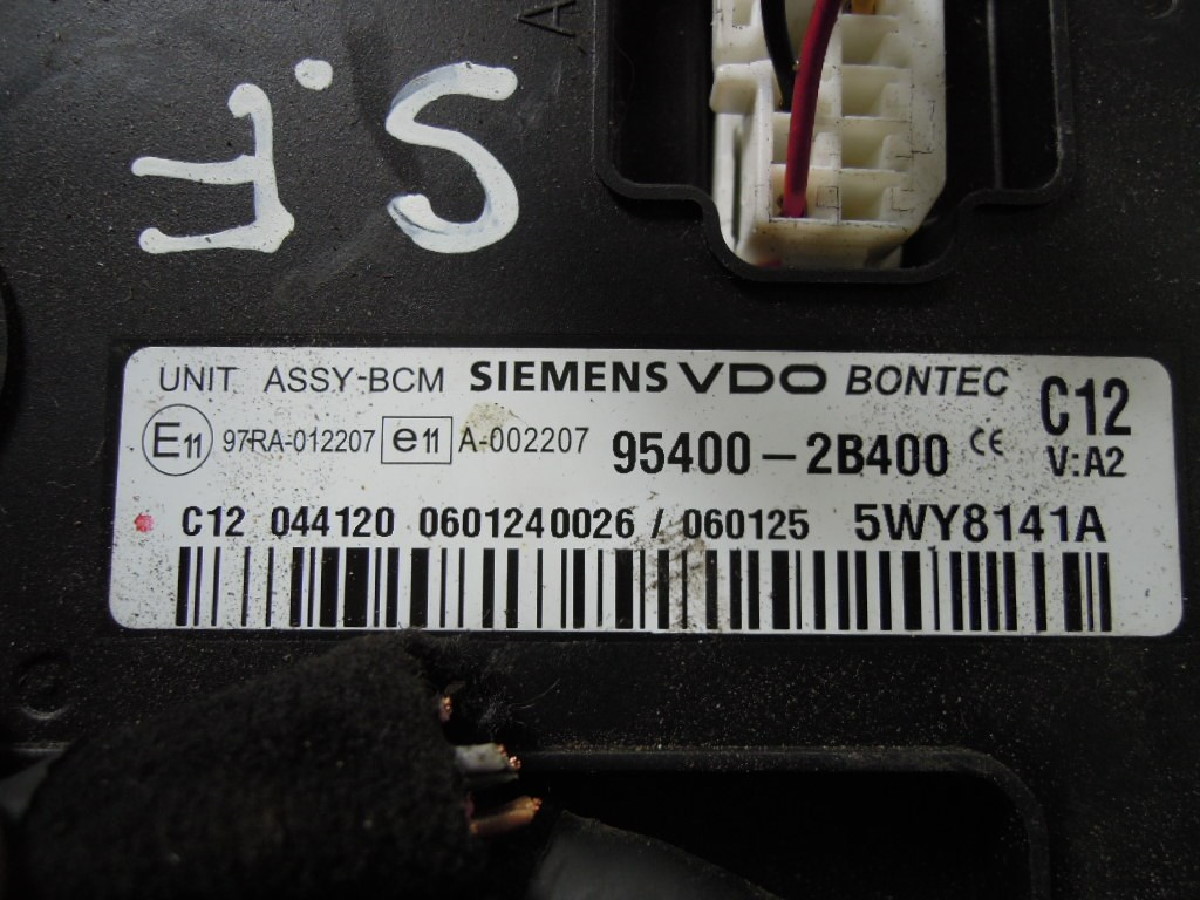 A
S.F
UNIT ASSY-BCM SIEMENS VDO BONTEC C12
E11 97RA-012207 e11 A-002207 95400-2B400 CE V:A2
C12 044120 0601240026 / 060125 5WY8141A